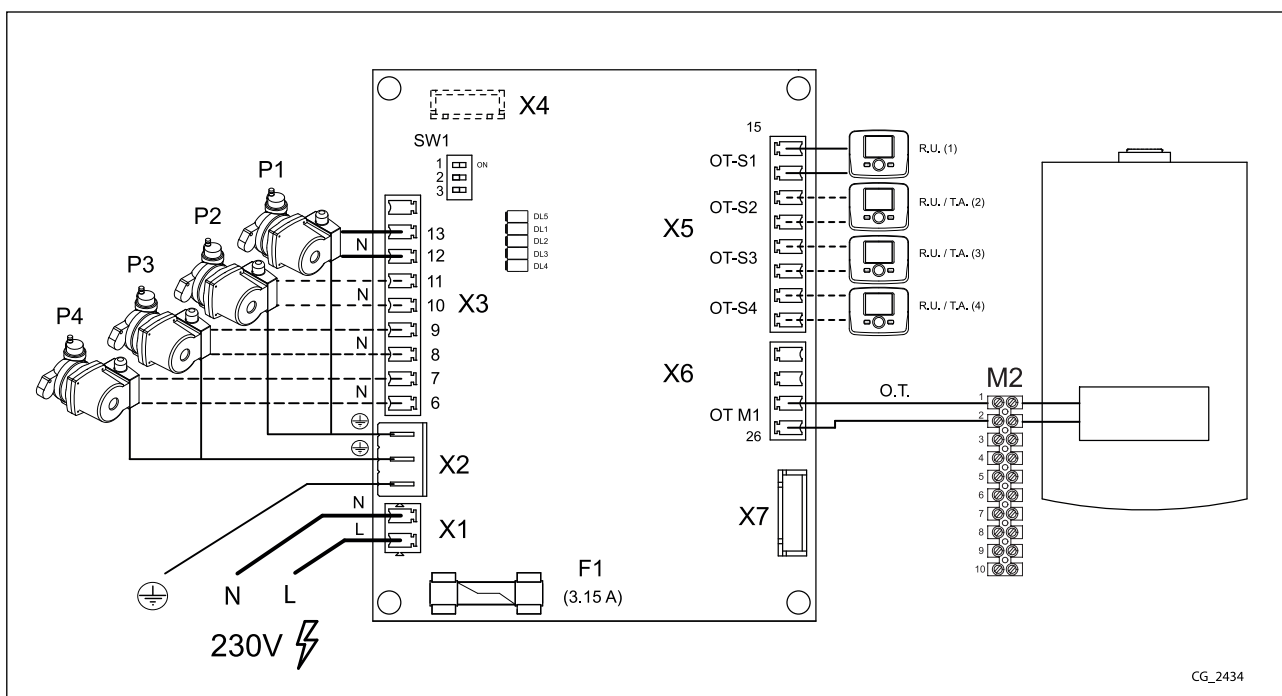 X4
SW1
1 ON
2
3
P1
P2
P3
P4
DL5
DL1
DL2
DL3
DL4
13
N 12
11
N 10
9
N 8
7
N 6
X3
X2
N
L
X1
N L
230V
F1
(3.15 A)
15
OT-S1
OT-S2
OT-S3
OT-S4
X5
R.U. (1)
R.U. / T.A. (2)
R.U. / T.A. (3)
R.U. / T.A. (4)
X6
OT M1
26
O.T.
X7
M2
1
2
3
4
5
6
7
8
9
10
CG_2434